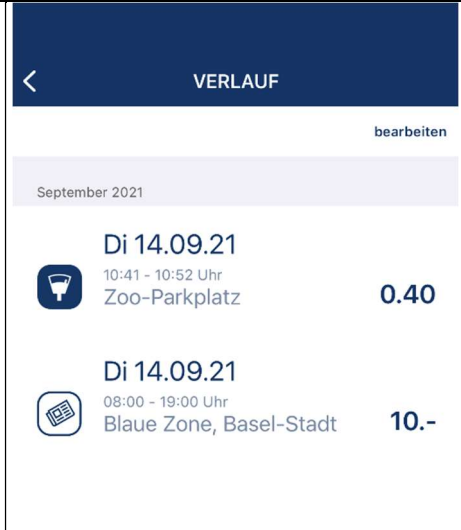 VERLAUF
bearbeiten
September 2021
Di 14.09.21
10:41 - 10:52 Uhr
Zoo-Parkplatz
0.40
Di 14.09.21
08:00 - 19:00 Uhr
Blaue Zone, Basel-Stadt
10.-